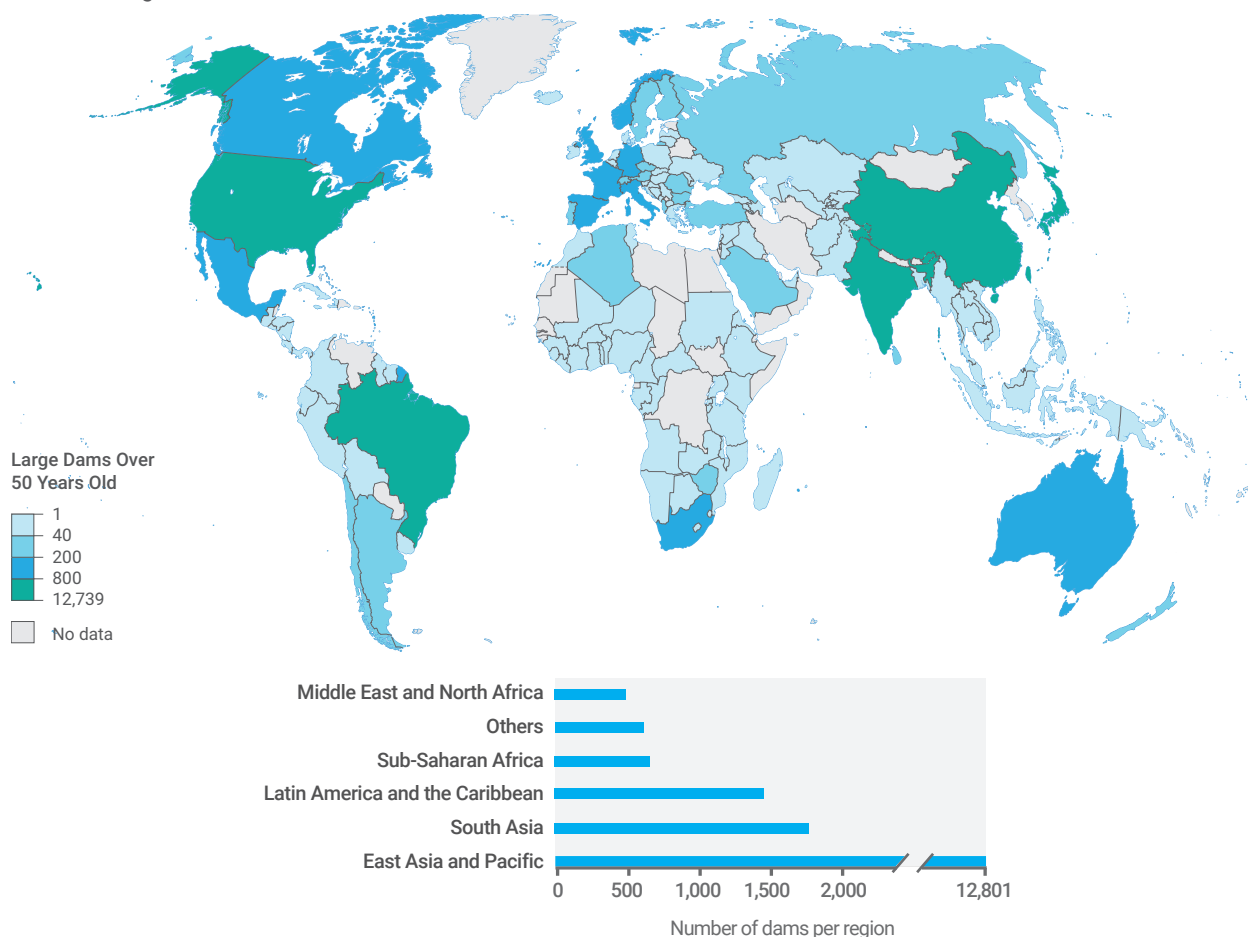 Large Dams Over
50 Years Old
1
40
200
800
12,739
No data
Middle East and North Africa
Others
Sub-Saharan Africa
Latin America and the Caribbean
South Asia
East Asia and Pacific
0 500 1,000 1,500 2,000 12,801
Number of dams per region